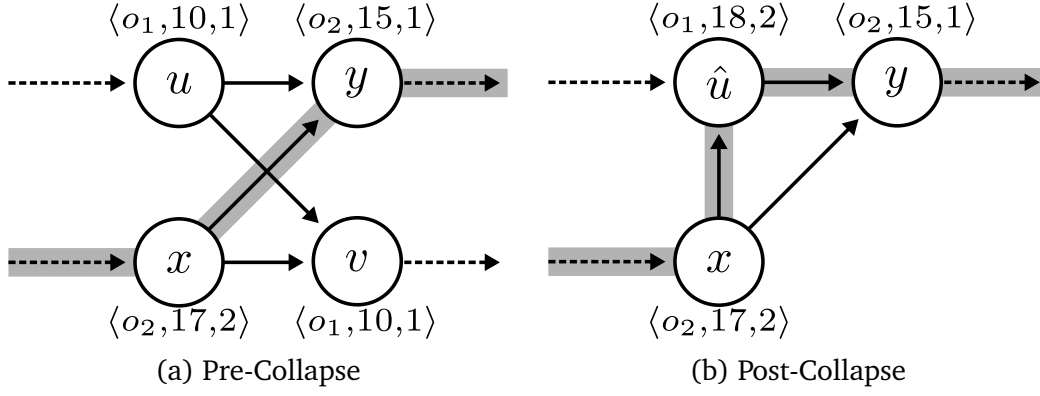 ⟨o₁,10,1⟩ ⟨o₂,15,1⟩ ⟨o₁,18,2⟩ ⟨o₂,15,1⟩
u y û y
x v x
⟨o₂,17,2⟩ ⟨o₁,10,1⟩ ⟨o₂,17,2⟩
(a) Pre-Collapse (b) Post-Collapse